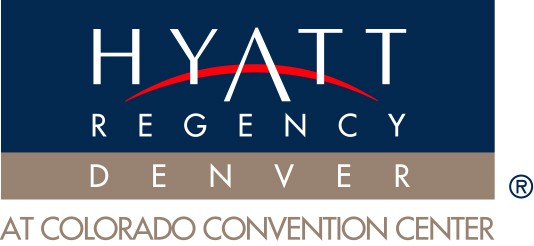 HYATT
REGENCY
DENVER ®
AT COLORADO CONVENTION CENTER